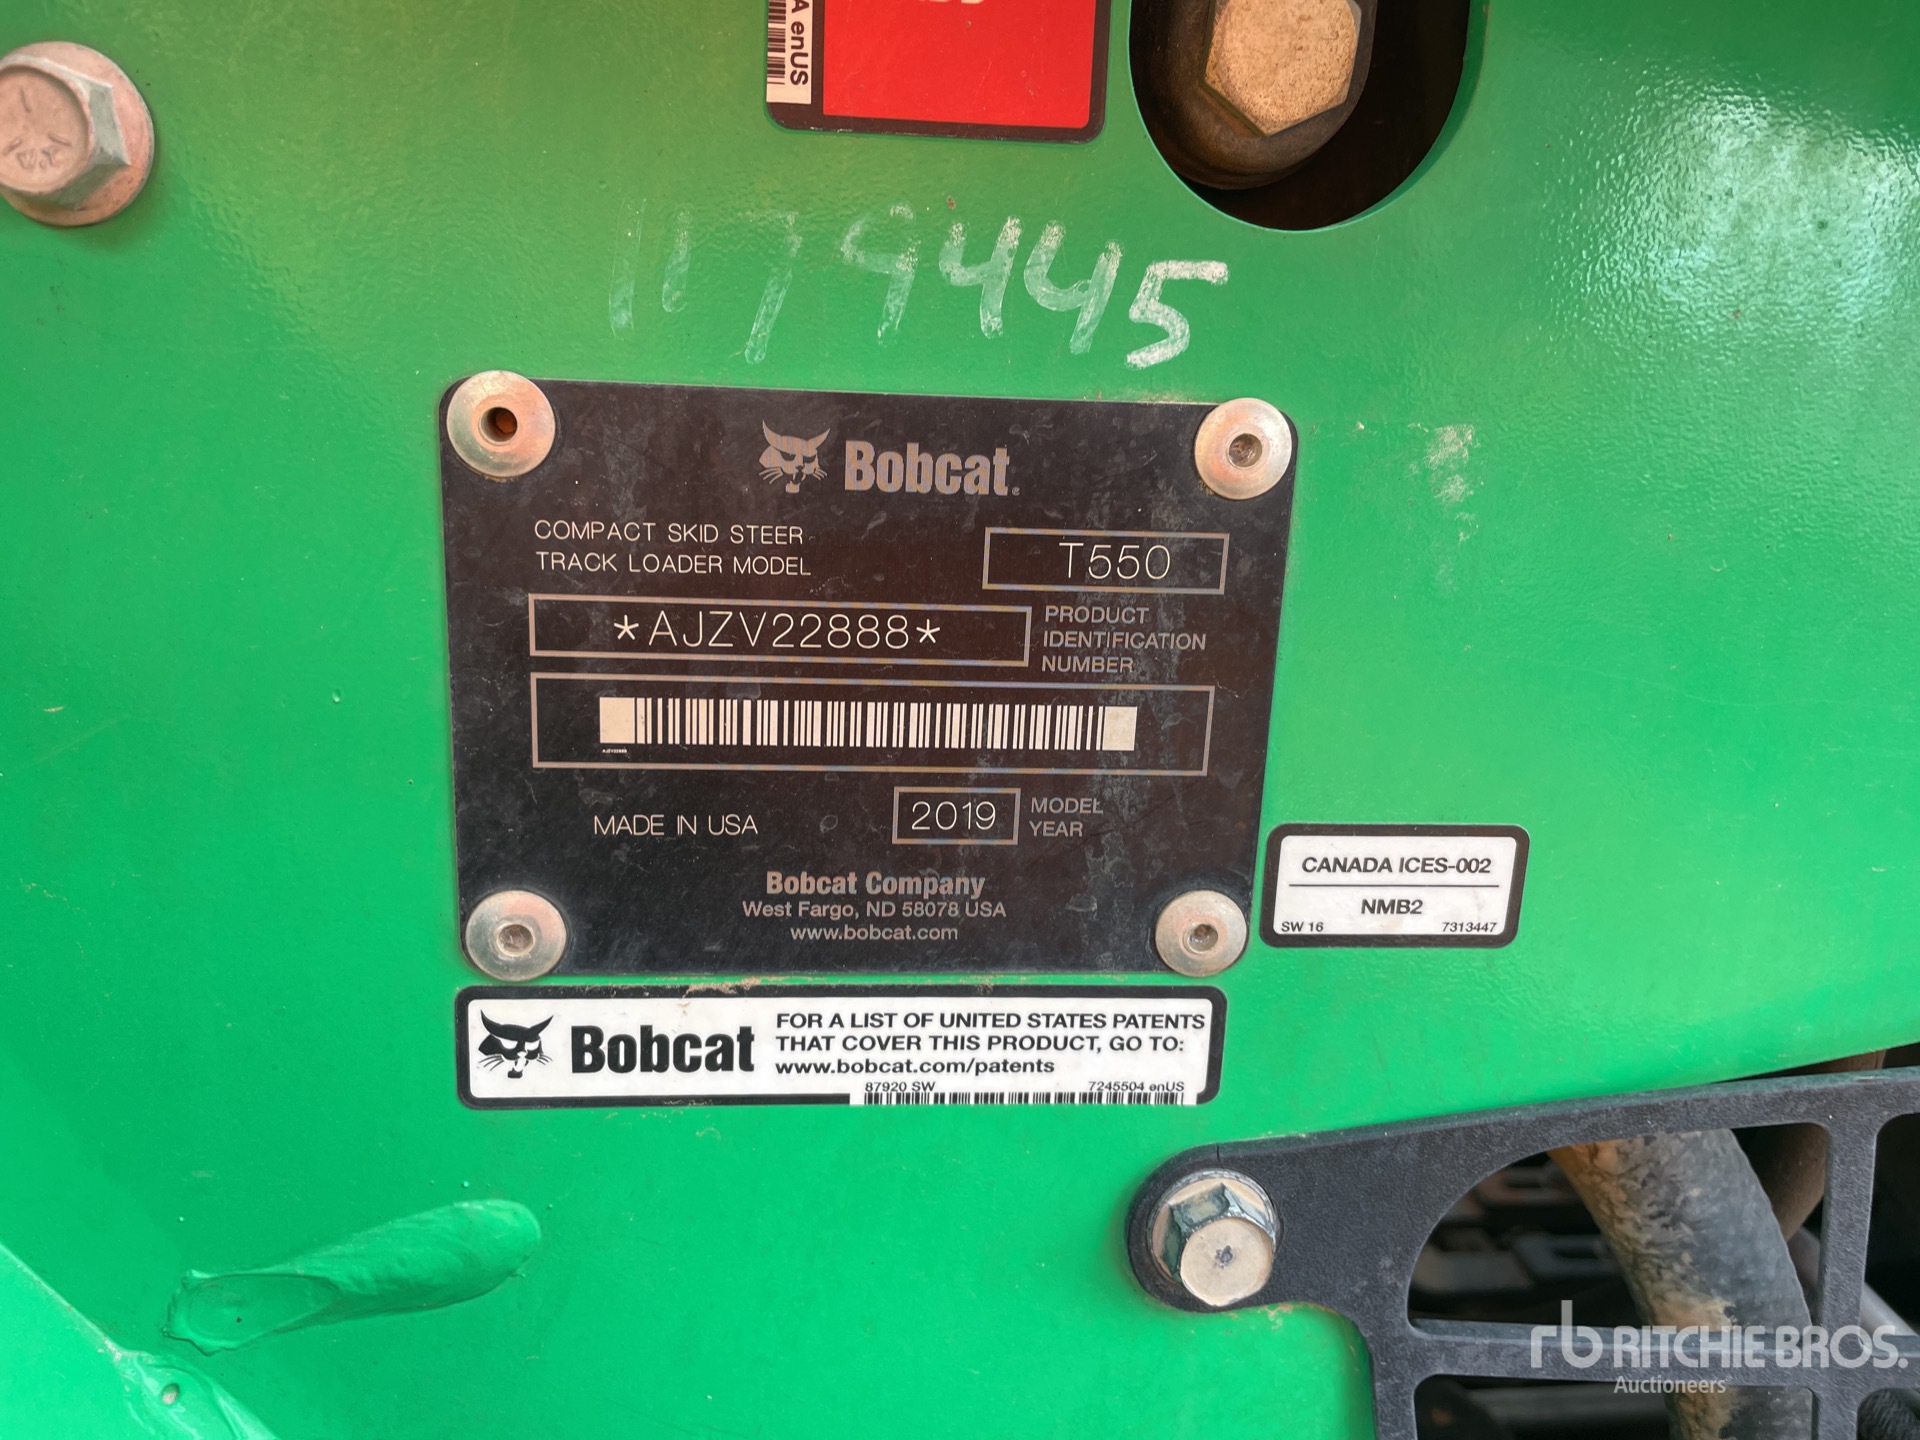 A enUS
1179445
Bobcat.
COMPACT SKID STEER
TRACK LOADER MODEL
T550
*AJZV22888*
PRODUCT
IDENTIFICATION
NUMBER
AJZV22888
MADE IN USA
2019
MODEL
YEAR
Bobcat Company
West Fargo, ND 58078 USA
www.bobcat.com
CANADA ICES-002
NMB2
SW 16 7313447
Bobcat
FOR A LIST OF UNITED STATES PATENTS
THAT COVER THIS PRODUCT, GO TO:
www.bobcat.com/patents
87920 SW 7245504 enUS
rb RITCHIE BROS.
Auctioneers